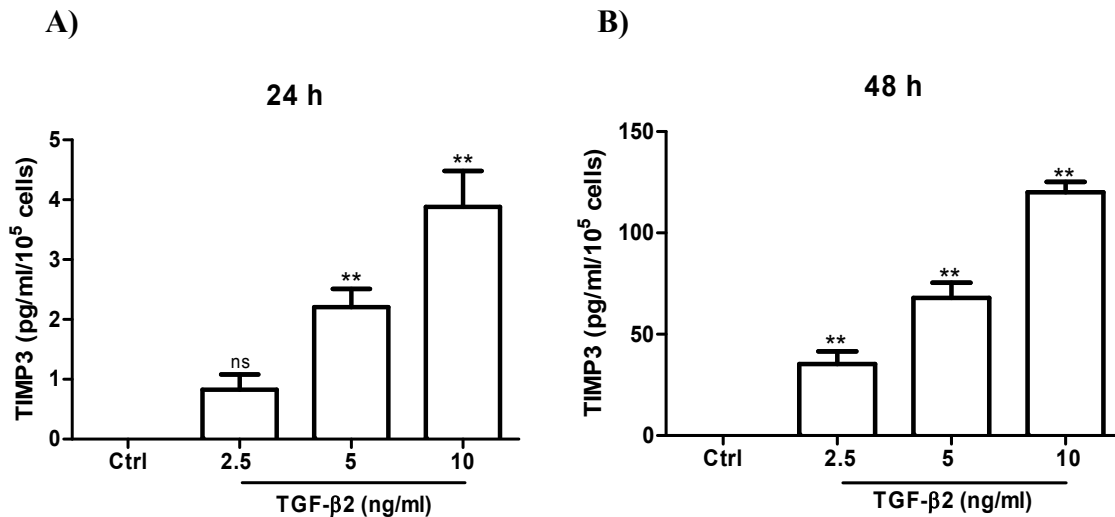 A)
24 h
TIMP3 (pg/ml/10⁵ cells)
5
4
3
2
1
0
ns
**
**
Ctrl 2.5 5 10
TGF-β2 (ng/ml)
B)
48 h
TIMP3 (pg/ml/10⁵ cells)
150
100
50
0
**
**
**
Ctrl 2.5 5 10
TGF-β2 (ng/ml)